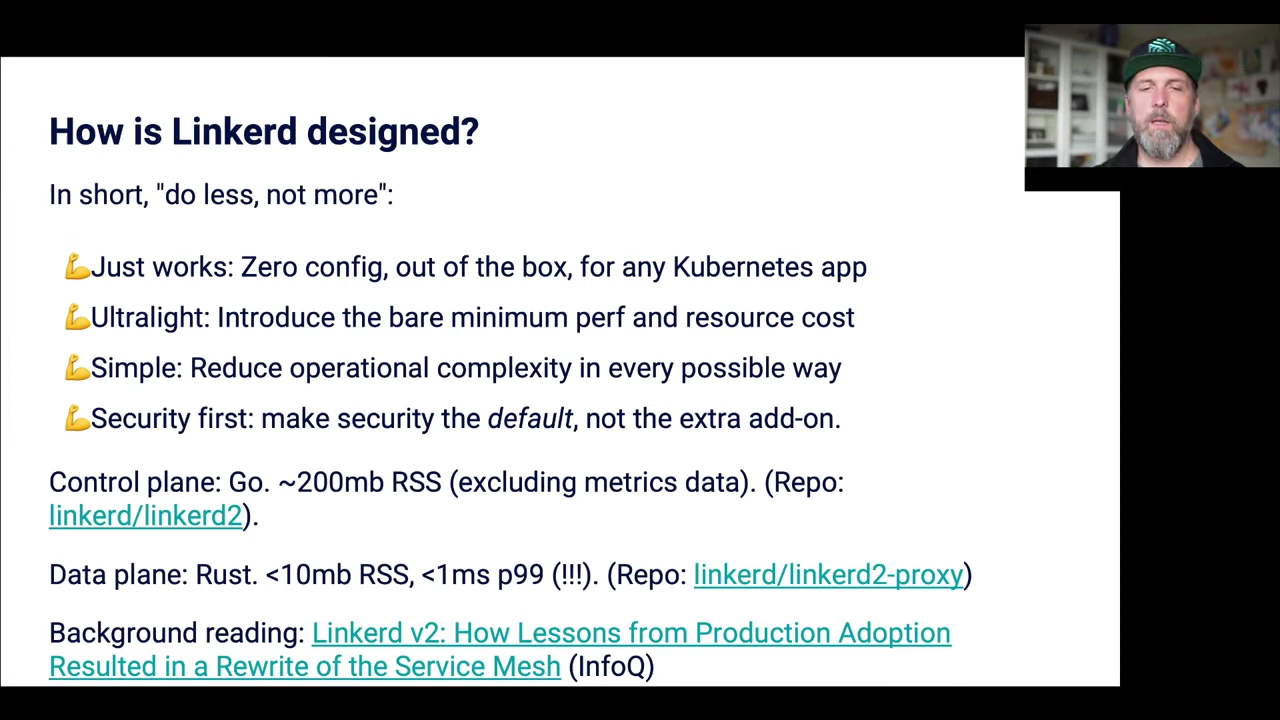 How is Linkerd designed?
In short, "do less, not more":
💪Just works: Zero config, out of the box, for any Kubernetes app
💪Ultralight: Introduce the bare minimum perf and resource cost
💪Simple: Reduce operational complexity in every possible way
💪Security first: make security the default, not the extra add-on.
Control plane: Go. ~200mb RSS (excluding metrics data). (Repo:
linkerd/linkerd2).
Data plane: Rust. <10mb RSS, <1ms p99 (!!!). (Repo: linkerd/linkerd2-proxy)
Background reading: Linkerd v2: How Lessons from Production Adoption
Resulted in a Rewrite of the Service Mesh (InfoQ)